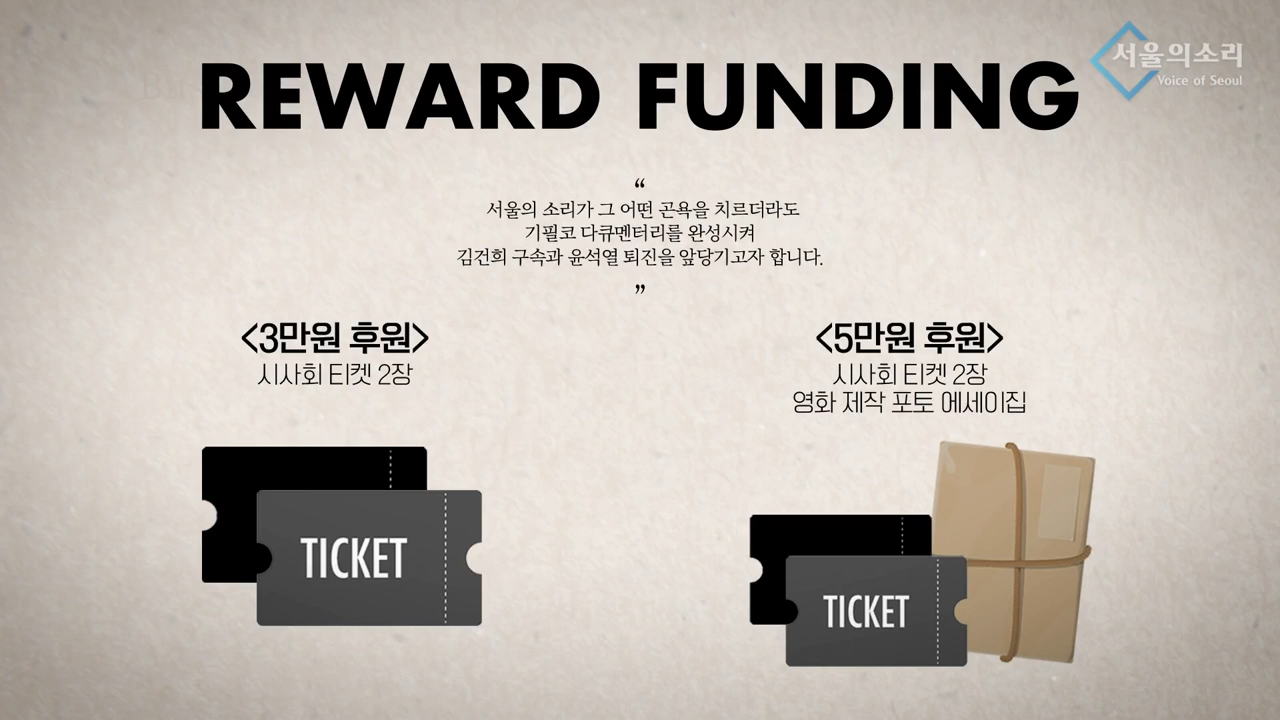 REWARD FUNDING
서울의소리
Voice of Seoul
“
서울의 소리가 그 어떤 곤욕을 치르더라도
기필코 다큐멘터리를 완성시켜
김건희 구속과 윤석열 퇴진을 앞당기고자 합니다.
”
<3만원 후원>
시사회 티켓 2장
TICKET
<5만원 후원>
시사회 티켓 2장
영화 제작 포토 에세이집
TICKET